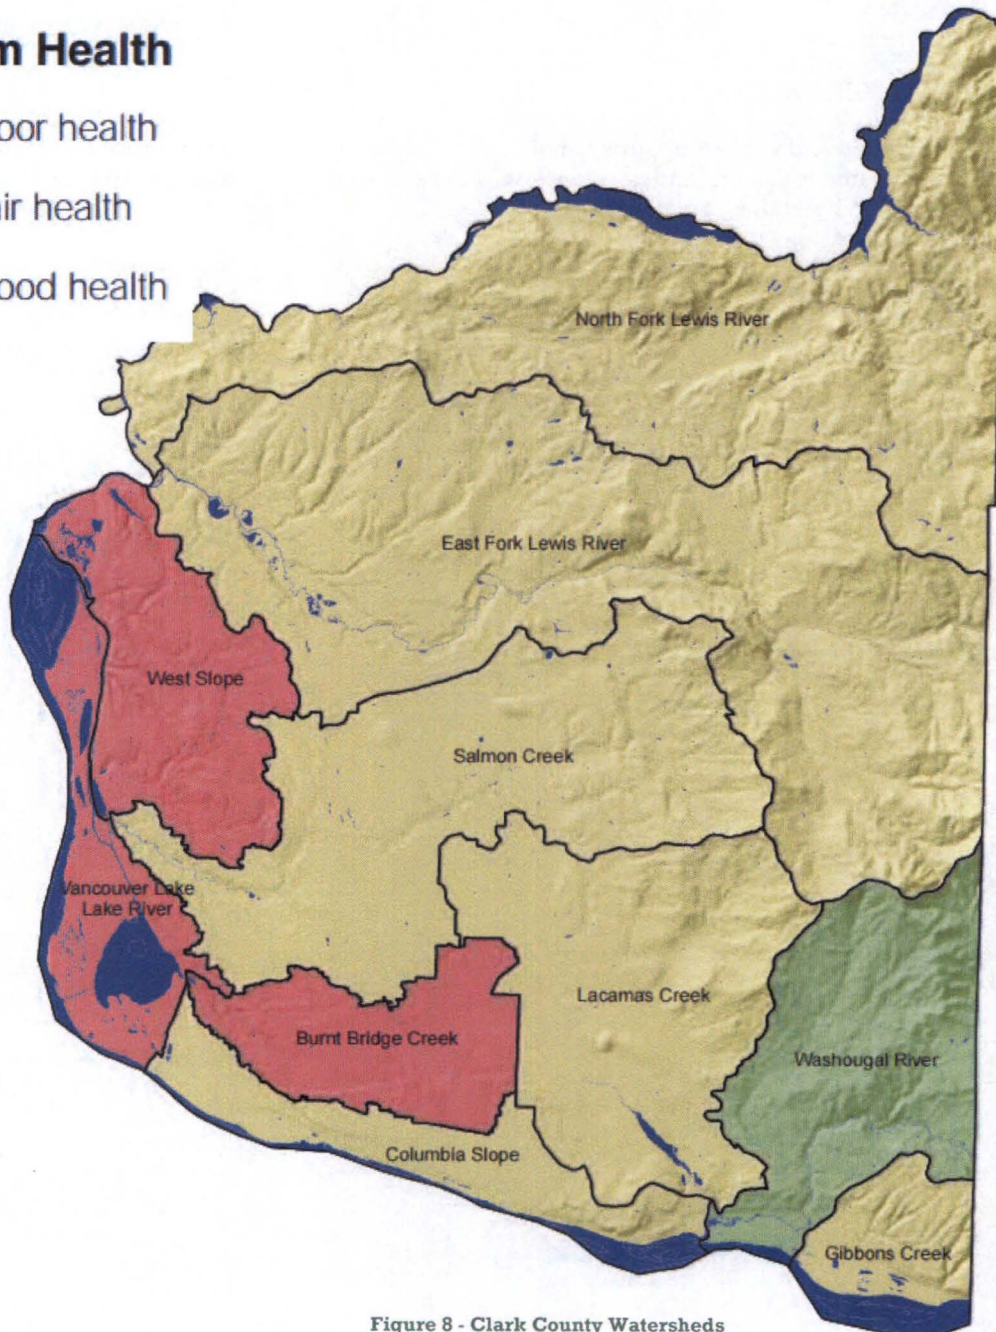 m Health
oor health
ir health
ood health
North Fork Lewis River
East Fork Lewis River
West Slope
Salmon Creek
Vancouver Lake
Lake River
Lacamas Creek
Burnt Bridge Creek
Washougal River
Columbia Slope
Gibbons Creek
Figure 8 - Clark County Watersheds